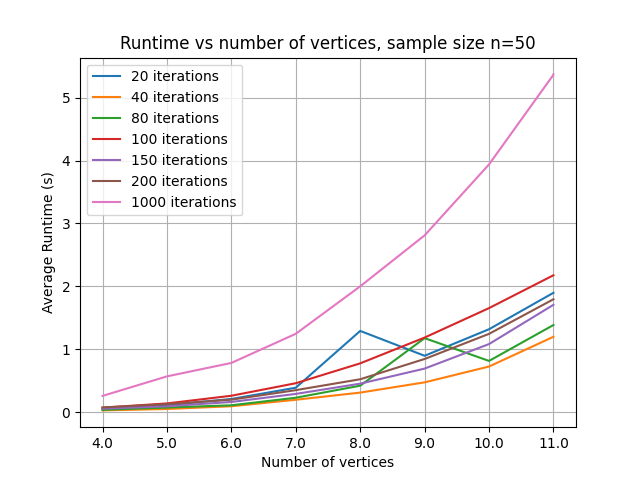 Runtime vs number of vertices, sample size n=50
20 iterations
40 iterations
80 iterations
100 iterations
150 iterations
200 iterations
1000 iterations
Average Runtime (s)
5
4
3
2
1
0
4.0 5.0 6.0 7.0 8.0 9.0 10.0 11.0
Number of vertices